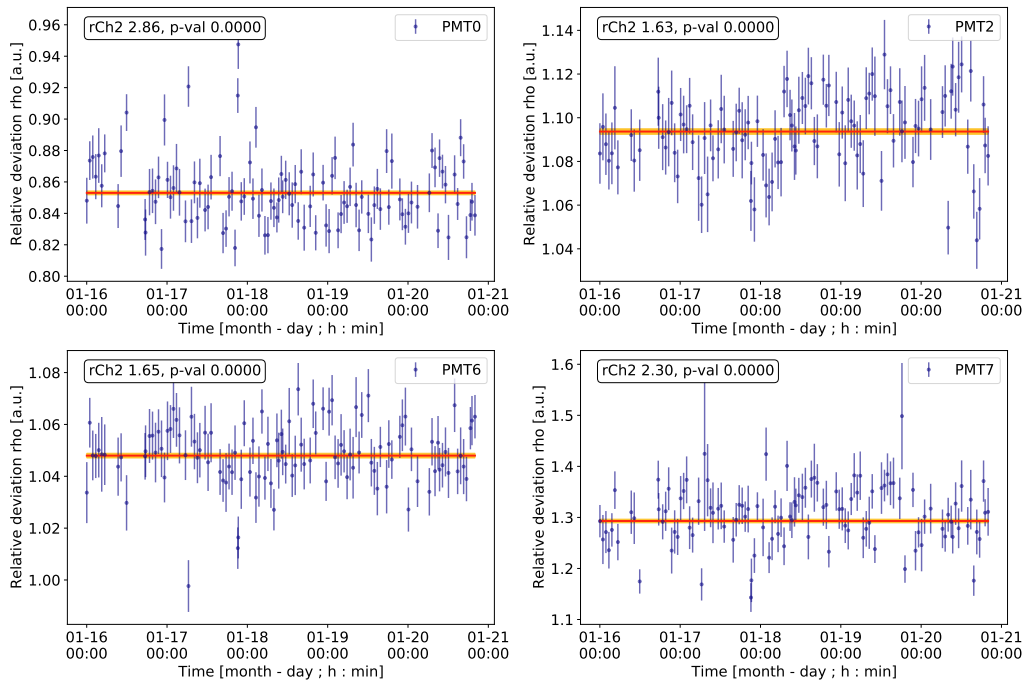 rCh2 2.86, p-val 0.0000
PMT0
Relative deviation rho [a.u.]
0.96
0.94
0.92
0.90
0.88
0.86
0.84
0.82
0.80
01-16 01-17 01-18 01-19 01-20 01-21
00:00 00:00 00:00 00:00 00:00 00:00
Time [month - day ; h : min]
rCh2 1.63, p-val 0.0000
PMT2
Relative deviation rho [a.u.]
1.14
1.12
1.10
1.08
1.06
1.04
01-16 01-17 01-18 01-19 01-20 01-21
00:00 00:00 00:00 00:00 00:00 00:00
Time [month - day ; h : min]
rCh2 1.65, p-val 0.0000
PMT6
Relative deviation rho [a.u.]
1.08
1.06
1.04
1.02
1.00
01-16 01-17 01-18 01-19 01-20 01-21
00:00 00:00 00:00 00:00 00:00 00:00
Time [month - day ; h : min]
rCh2 2.30, p-val 0.0000
PMT7
Relative deviation rho [a.u.]
1.6
1.5
1.4
1.3
1.2
1.1
01-16 01-17 01-18 01-19 01-20 01-21
00:00 00:00 00:00 00:00 00:00 00:00
Time [month - day ; h : min]